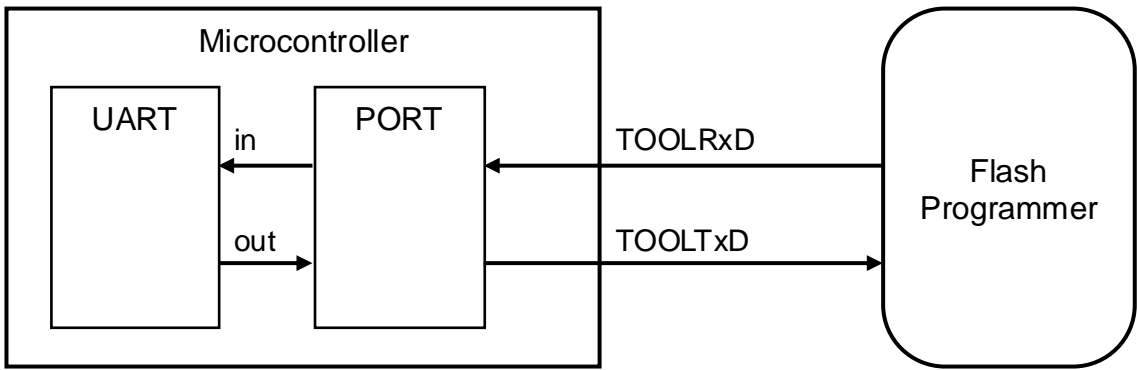 Microcontroller
UART
PORT
in
TOOLRxD
Flash
Programmer
out
TOOLTxD